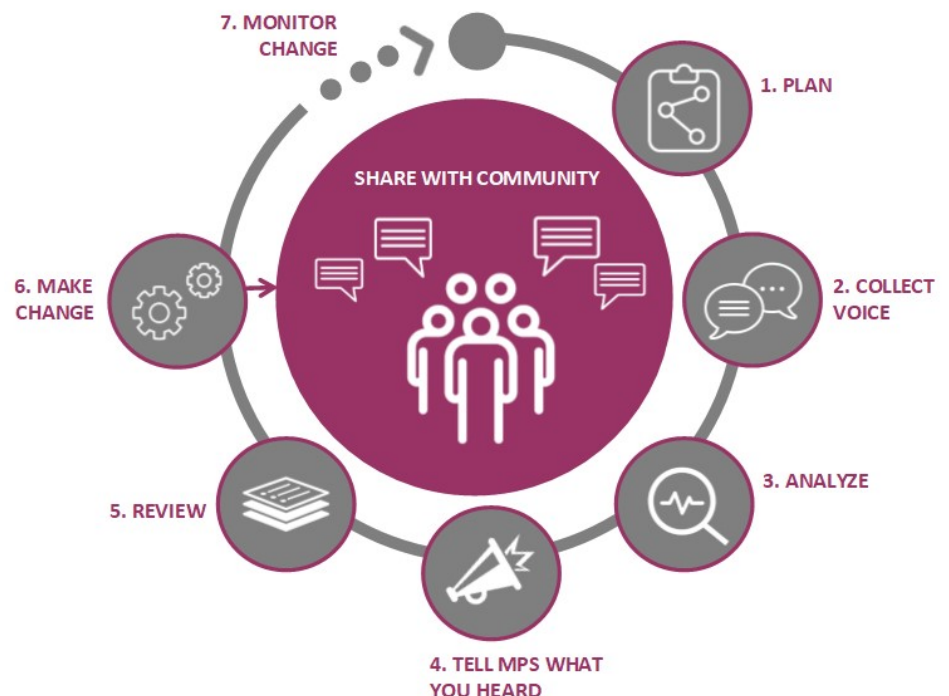 7. MONITOR
CHANGE
1. PLAN
SHARE WITH COMMUNITY
6. MAKE
CHANGE
2. COLLECT
VOICE
3. ANALYZE
5. REVIEW
4. TELL MPS WHAT
YOU HEARD